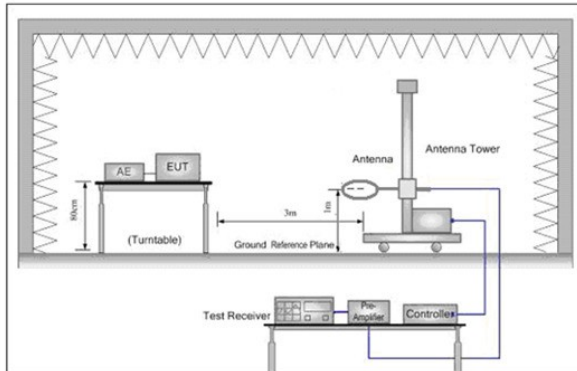 Antenna
Antenna Tower
AE
EUT
80cm
(Turntable)
3m
1m
Ground Reference Plane
Test Receiver
Pre-
Amplifier
Controller